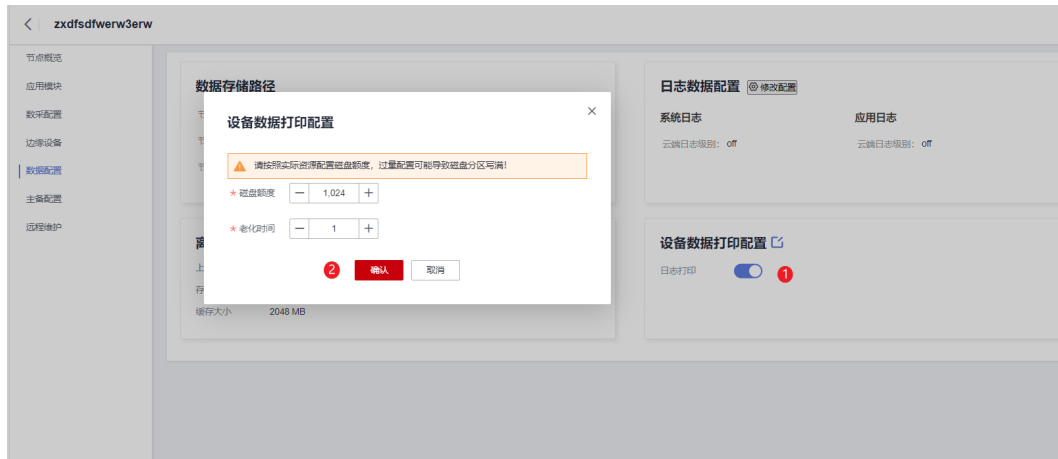 zxdfsdfwerw3erw
节点概览
应用模块
数采配置
边缘设备
数据配置
主备配置
远程维护
数据存储路径
设备数据打印配置
请按照实际资源配置磁盘额度，过量配置可能导致磁盘分区写满!
* 磁盘额度 — 1,024 +
* 老化时间 — 1 +
2 确认 取消
上
存
缓存大小 2048 MB
日志数据配置 修改配置
系统日志 应用日志
云端日志级别: off 云端日志级别: off
设备数据打印配置
日志打印 1